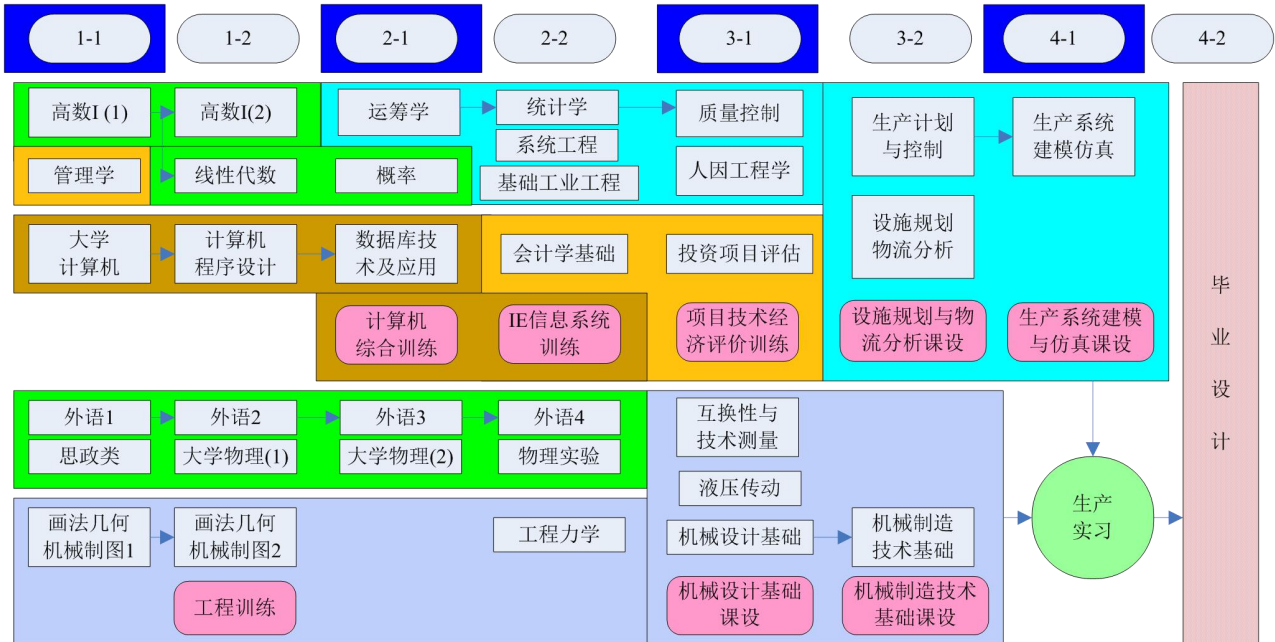 1-1
1-2
2-1
2-2
3-1
3-2
4-1
4-2
高数I (1)
高数I(2)
运筹学
统计学
质量控制
生产计划
与控制
生产系统
建模仿真
系统工程
管理学
线性代数
概率
基础工业工程
人因工程学
设施规划
物流分析
大学
计算机
计算机
程序设计
数据库技
术及应用
会计学基础
投资项目评估
计算机
综合训练
IE信息系统
训练
项目技术经
济评价训练
设施规划与物
流分析课设
生产系统建模
与仿真课设
毕
业
设
计
外语1
外语2
外语3
外语4
互换性与
技术测量
思政类
大学物理(1)
大学物理(2)
物理实验
液压传动
生产
实习
画法几何
机械制图1
画法几何
机械制图2
工程力学
机械设计基础
机械制造
技术基础
工程训练
机械设计基础
课设
机械制造技术
基础课设